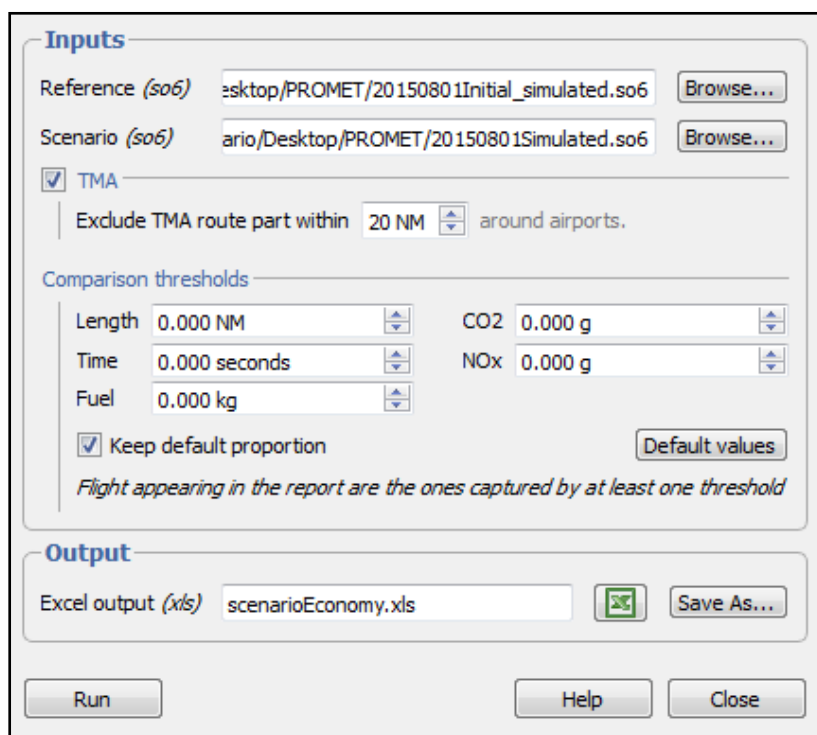 Inputs
Reference (so6) esktop/PROMET/20150801Initial_simulated.so6 Browse...
Scenario (so6) ario/Desktop/PROMET/20150801Simulated.so6 Browse...
TMA
Exclude TMA route part within 20 NM around airports.
Comparison thresholds
Length 0.000 NM CO2 0.000 g
Time 0.000 seconds NOx 0.000 g
Fuel 0.000 kg
Keep default proportion Default values
Flight appearing in the report are the ones captured by at least one threshold
Output
Excel output (xls) scenarioEconomy.xls Save As...
Run Help Close